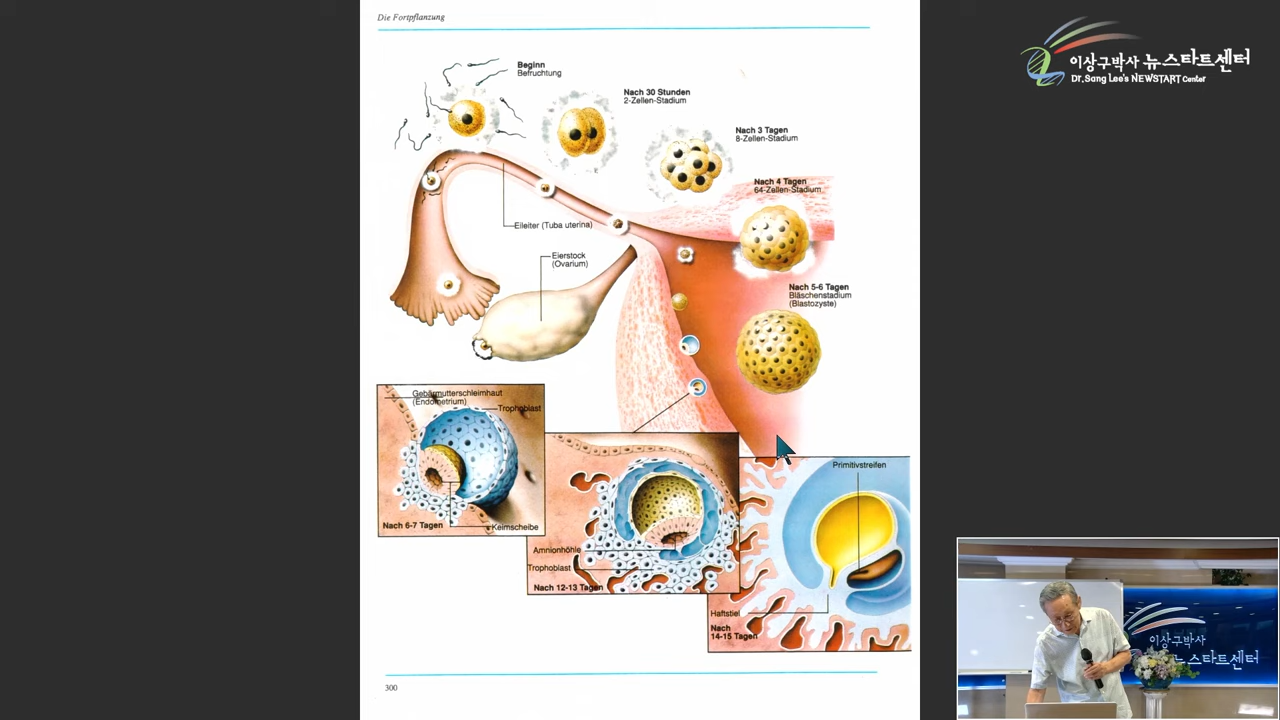 Die Fortpflanzung
이상구박사 뉴스타트센터
Dr. Sang Lee's NEWSTART Center
Beginn
Befruchtung
Nach 30 Stunden
2-Zellen-Stadium
Nach 3 Tagen
8-Zellen-Stadium
Nach 4 Tagen
64-Zellen-Stadium
Eileiter (Tuba uterina)
Eierstock
(Ovarium)
Nach 5-6 Tagen
Bläschenstadium
(Blastozyste)
Gebärmutterschleimhaut
(Endometrium)
Trophoblast
Nach 6-7 Tagen
Keimscheibe
Amnionhöhle
Trophoblast
Nach 12-13 Tagen
Primitivstreifen
Haftstiel
Nach
14-15 Tagen
300
이상구박사
뉴스타트센터